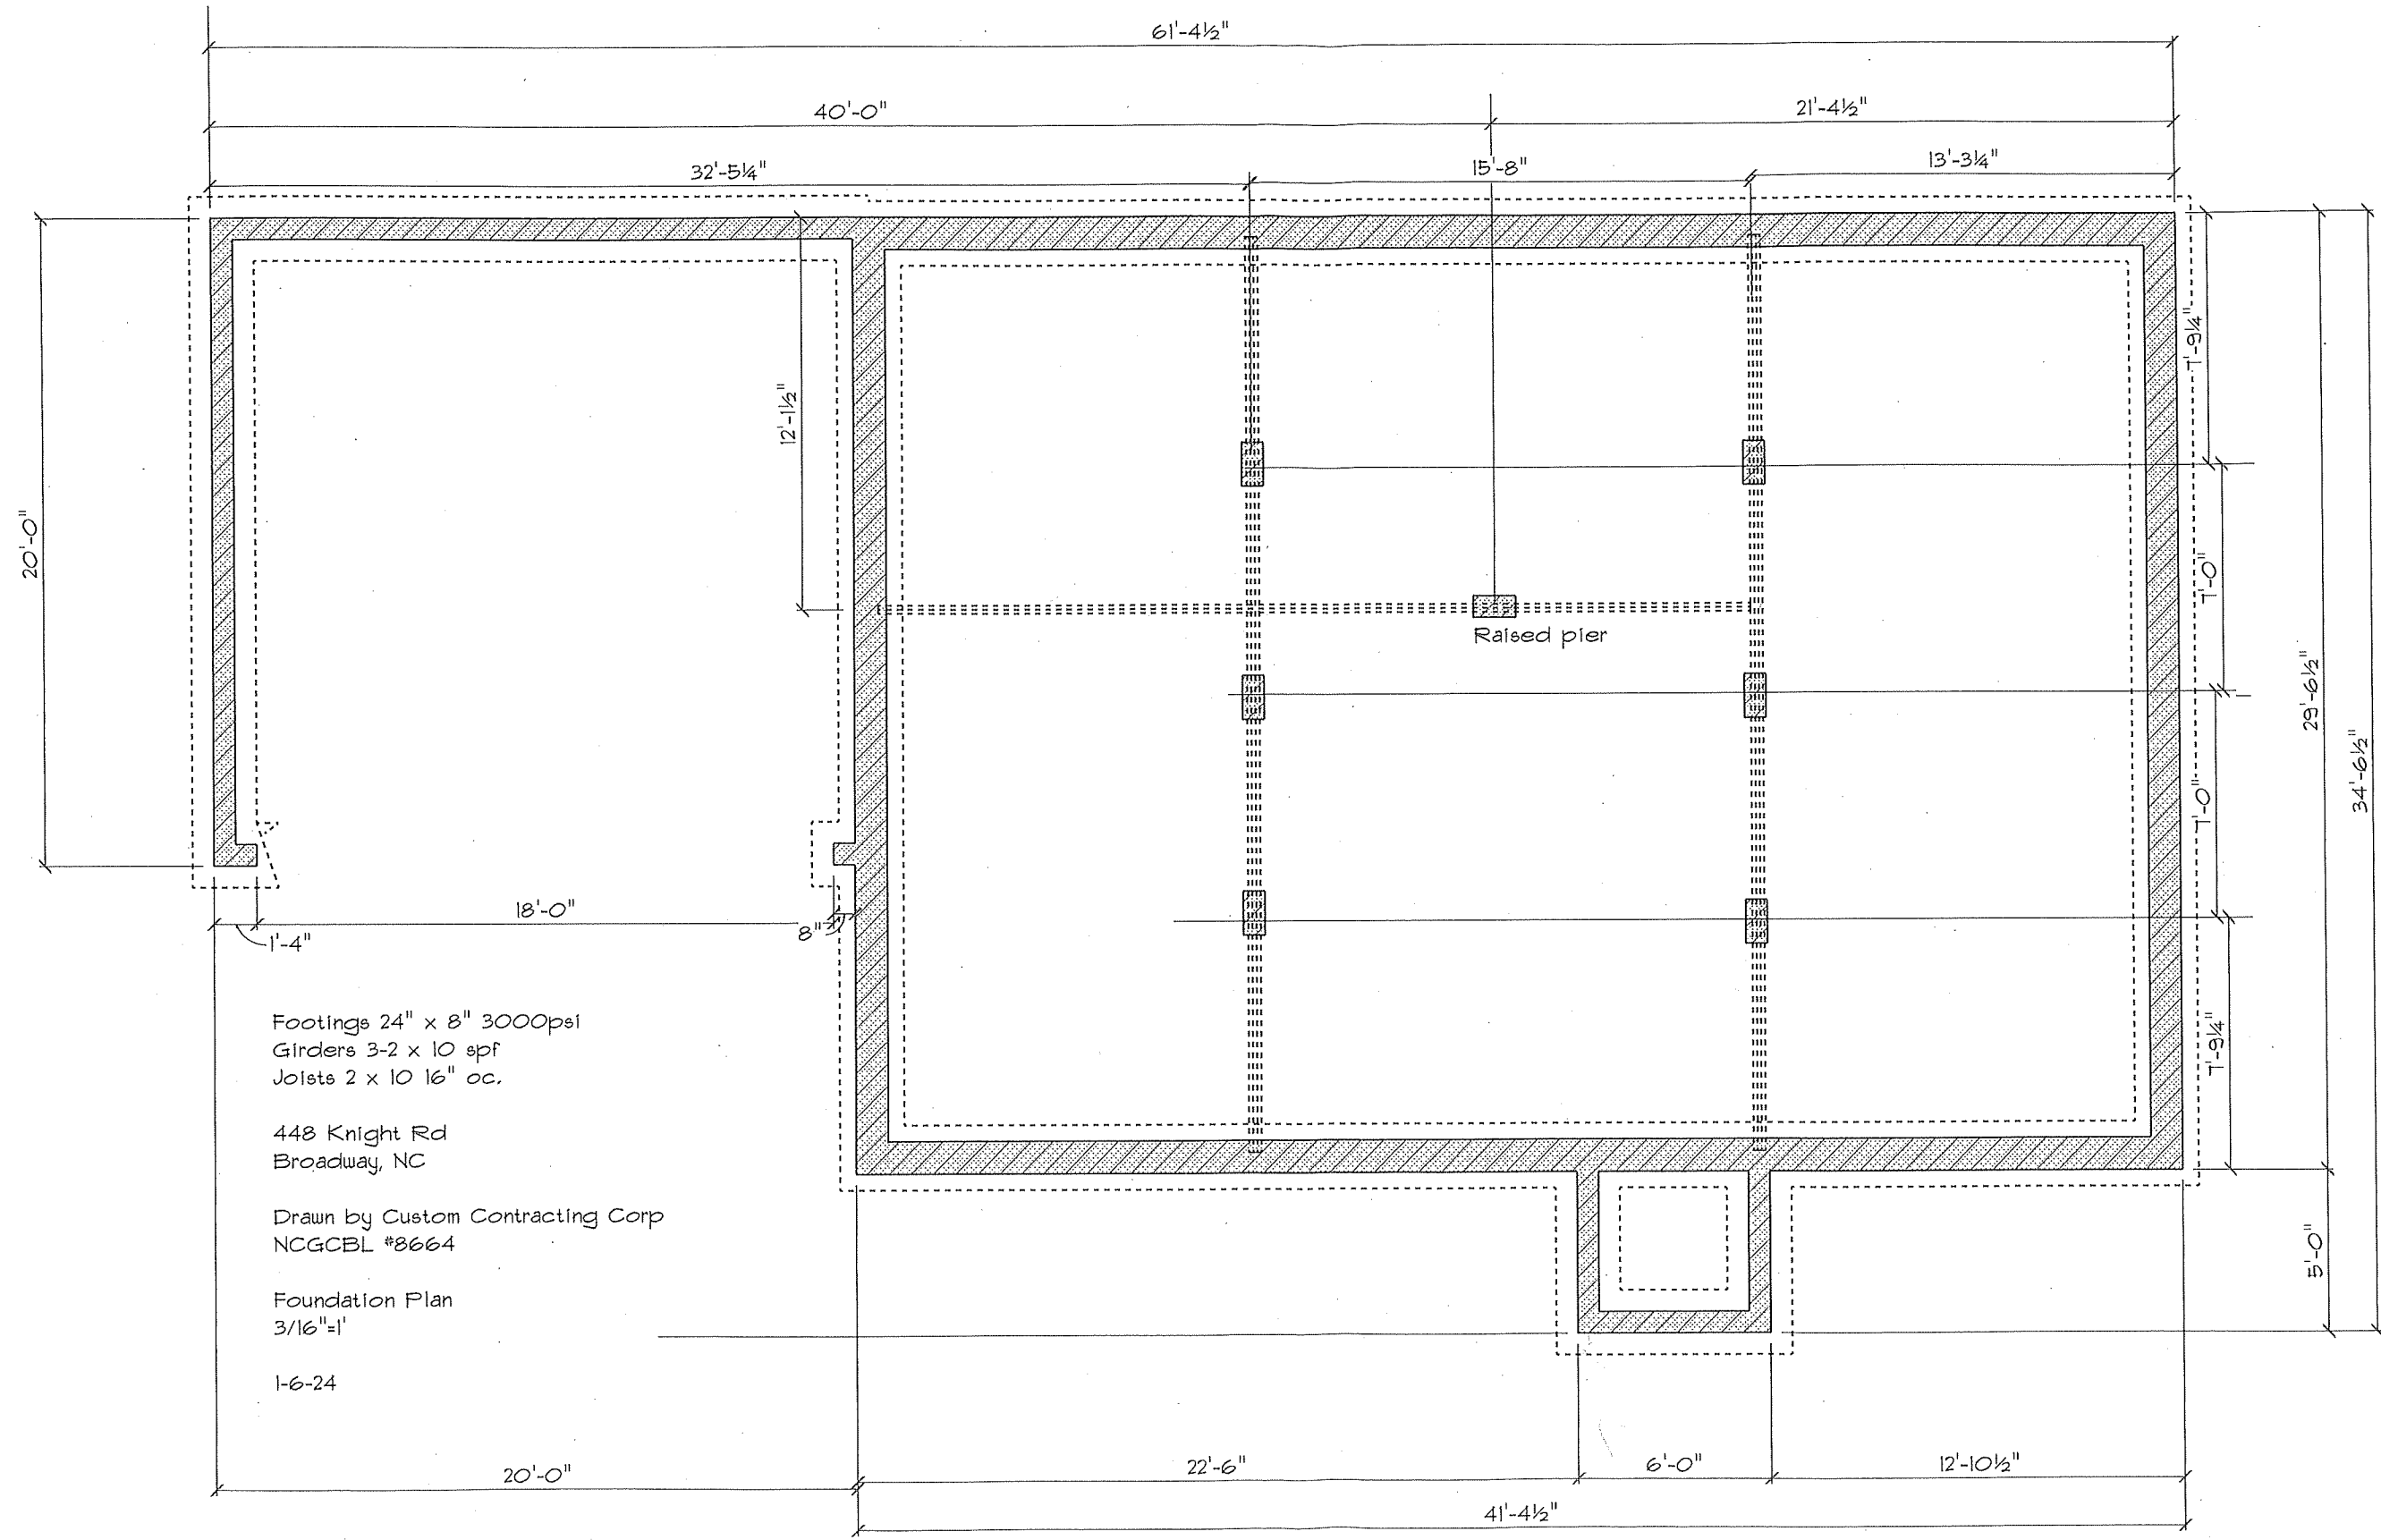 61'-4½"
40'-0"
21'-4½"
32'-5¼"
15'-8"
13'-3¼"
7'-9¼"
12'-1½"
20'-0"
7'-0"
Raised pier
29'-6½"
34'-6½"
7'-0"
18'-0"
8"
1'-4"
7'-9¼"
Footings 24" x 8" 3000psi
Girders 3-2 x 10 spf
Joists 2 x 10 16" oc.
448 Knight Rd
Broadway, NC
Drawn by Custom Contracting Corp
NCGCBL #8664
5'-0"
Foundation Plan
3/16"=1'
1-6-24
20'-0"
22'-6"
6'-0"
12'-10½"
41'-4½"